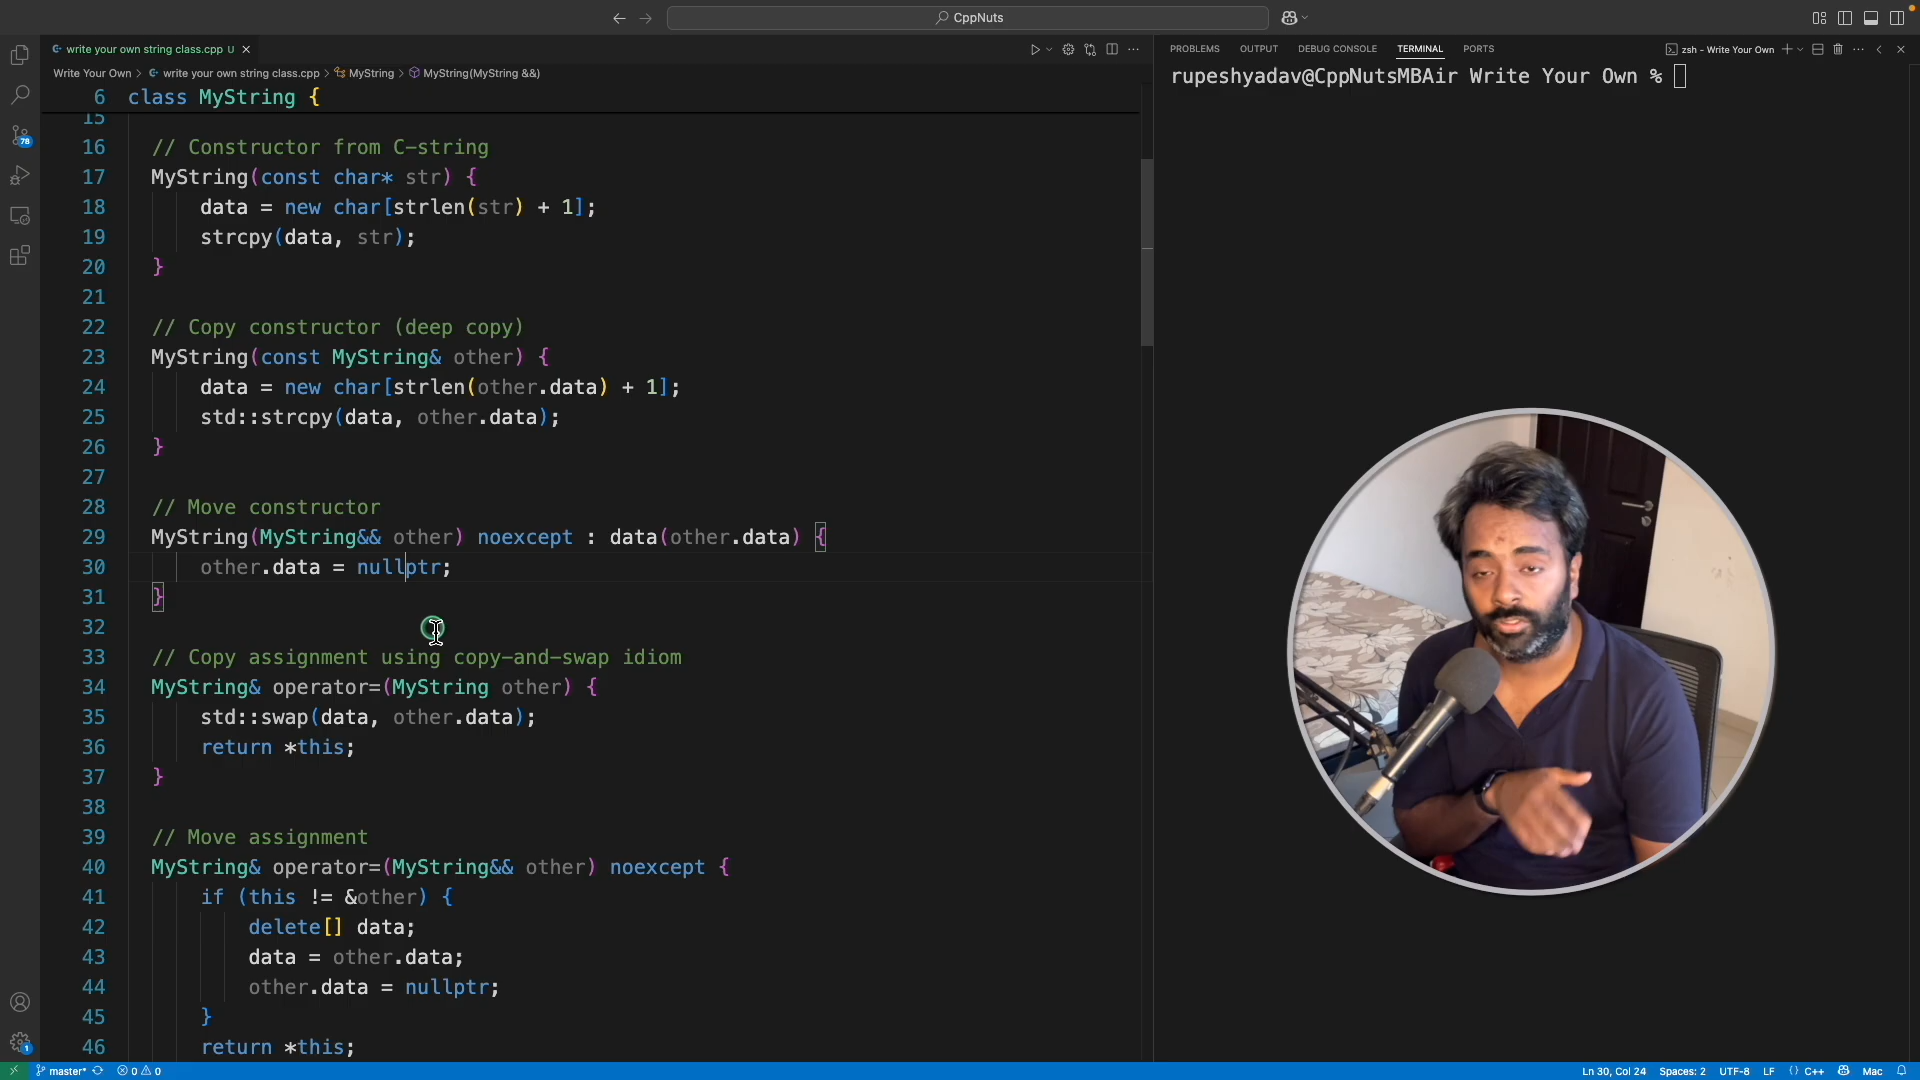 CppNuts
write your own string class.cpp U
Write Your Own > write your own string class.cpp > MyString > MyString(MyString &&)
6 class MyString {
15
16 // Constructor from C-string
17 MyString(const char* str) {
18 data = new char[strlen(str) + 1];
19 strcpy(data, str);
20 }
21
22 // Copy constructor (deep copy)
23 MyString(const MyString& other) {
24 data = new char[strlen(other.data) + 1];
25 std::strcpy(data, other.data);
26 }
27
28 // Move constructor
29 MyString(MyString&& other) noexcept : data(other.data) {
30 other.data = nullptr;
31 }
32
33 // Copy assignment using copy-and-swap idiom
34 MyString& operator=(MyString other) {
35 std::swap(data, other.data);
36 return *this;
37 }
38
39 // Move assignment
40 MyString& operator=(MyString&& other) noexcept {
41 if (this != &other) {
42 delete[] data;
43 data = other.data;
44 other.data = nullptr;
45 }
46 return *this;
PROBLEMS OUTPUT DEBUG CONSOLE TERMINAL PORTS
zsh - Write Your Own
rupeshyadav@CppNutsMBAir Write Your Own %
78
1
master* 0 0
Ln 30, Col 24 Spaces: 2 UTF-8 LF {} C++ Mac